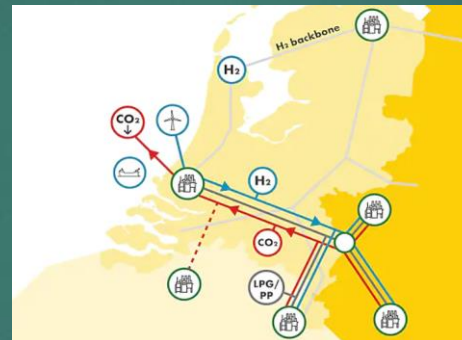 H₂ backbone
H₂
CO₂
H₂
CO₂
LPG/
PP